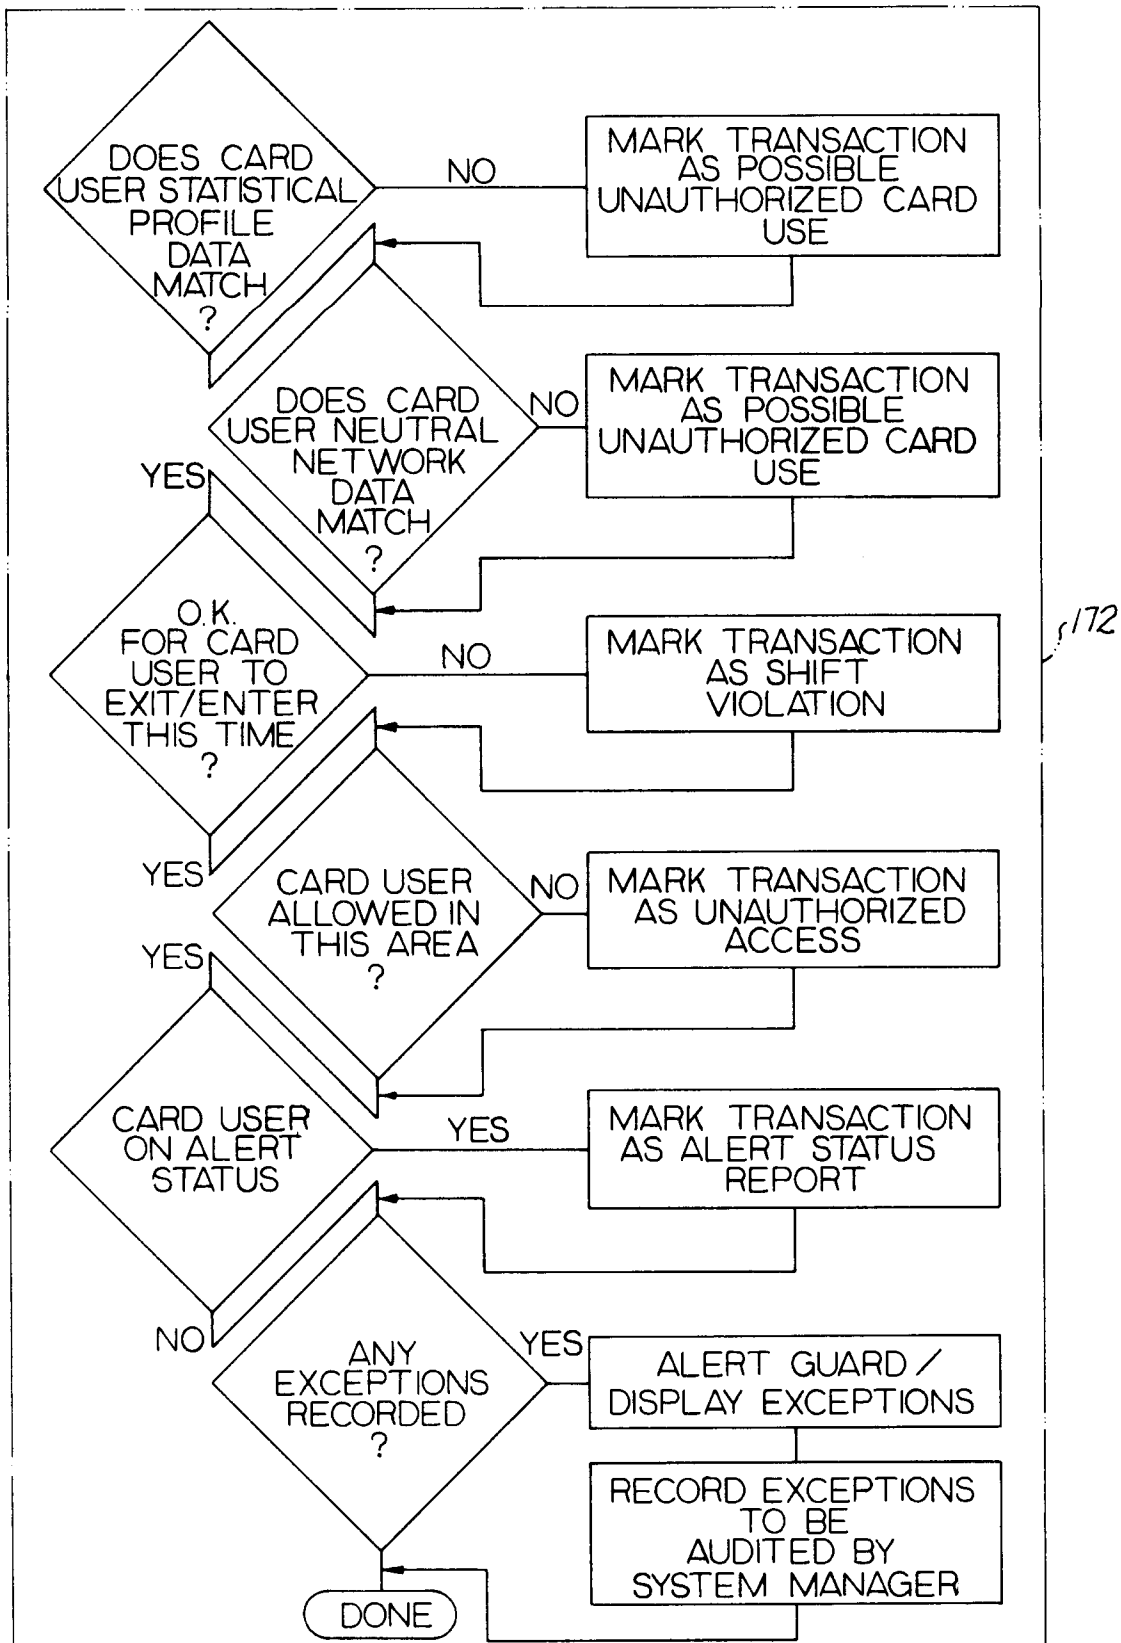 DOES CARD
USER STATISTICAL
PROFILE
DATA
MATCH
?
NO
MARK TRANSACTION
AS POSSIBLE
UNAUTHORIZED CARD
USE
DOES CARD
USER NEUTRAL
NETWORK
DATA
MATCH
?
NO
MARK TRANSACTION
AS POSSIBLE
UNAUTHORIZED CARD
USE
YES
O.K.
FOR CARD
USER TO
EXIT/ENTER
THIS TIME
?
NO
MARK TRANSACTION
AS SHIFT
VIOLATION
172
YES
CARD USER
ALLOWED IN
THIS AREA
?
NO
MARK TRANSACTION
AS UNAUTHORIZED
ACCESS
YES
CARD USER
ON ALERT
STATUS
YES
MARK TRANSACTION
AS ALERT STATUS
REPORT
NO
ANY
EXCEPTIONS
RECORDED
?
YES
ALERT GUARD /
DISPLAY EXCEPTIONS
RECORD EXCEPTIONS
TO BE
AUDITED BY
SYSTEM MANAGER
DONE